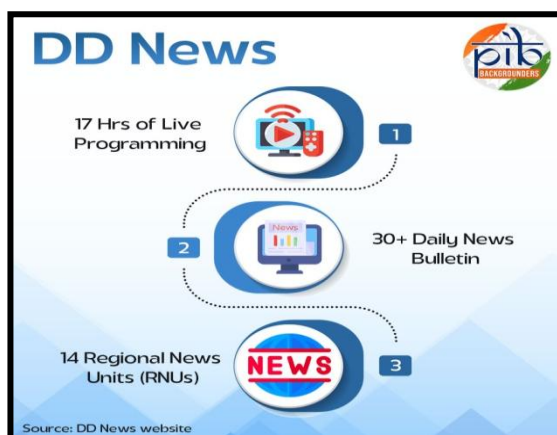 DD News
pib
BACKGROUNDERS
17 Hrs of Live
Programming
1
2
News
30+ Daily News
Bulletin
14 Regional News
Units (RNUs)
NEWS
3
Source: DD News website